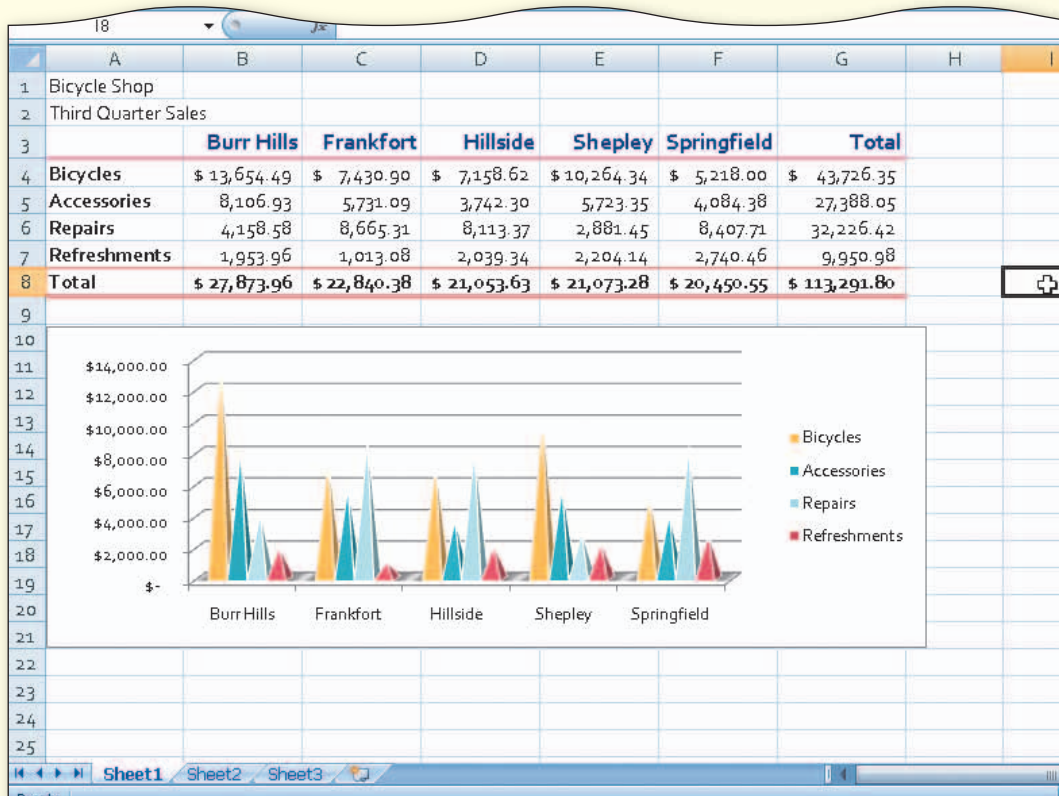 I8 fx
A B C D E F G H I
1 Bicycle Shop
2 Third Quarter Sales
3 Burr Hills Frankfort Hillside Shepley Springfield Total
4 Bicycles $ 13,654.49 $ 7,430.90 $ 7,158.62 $ 10,264.34 $ 5,218.00 $ 43,726.35
5 Accessories 8,106.93 5,731.09 3,742.30 5,723.35 4,084.38 27,388.05
6 Repairs 4,158.58 8,665.31 8,113.37 2,881.45 8,407.71 32,226.42
7 Refreshments 1,953.96 1,013.08 2,039.34 2,204.14 2,740.46 9,950.98
8 Total $ 27,873.96 $ 22,840.38 $ 21,053.63 $ 21,073.28 $ 20,450.55 $ 113,291.80
9
10
11
12
13
14
15
16
17
18
19
20
21
22
23
24
25
$14,000.00
$12,000.00
$10,000.00
$8,000.00
$6,000.00
$4,000.00
$2,000.00
$-
Burr Hills Frankfort Hillside Shepley Springfield
Bicycles
Accessories
Repairs
Refreshments
Sheet1 Sheet2 Sheet3